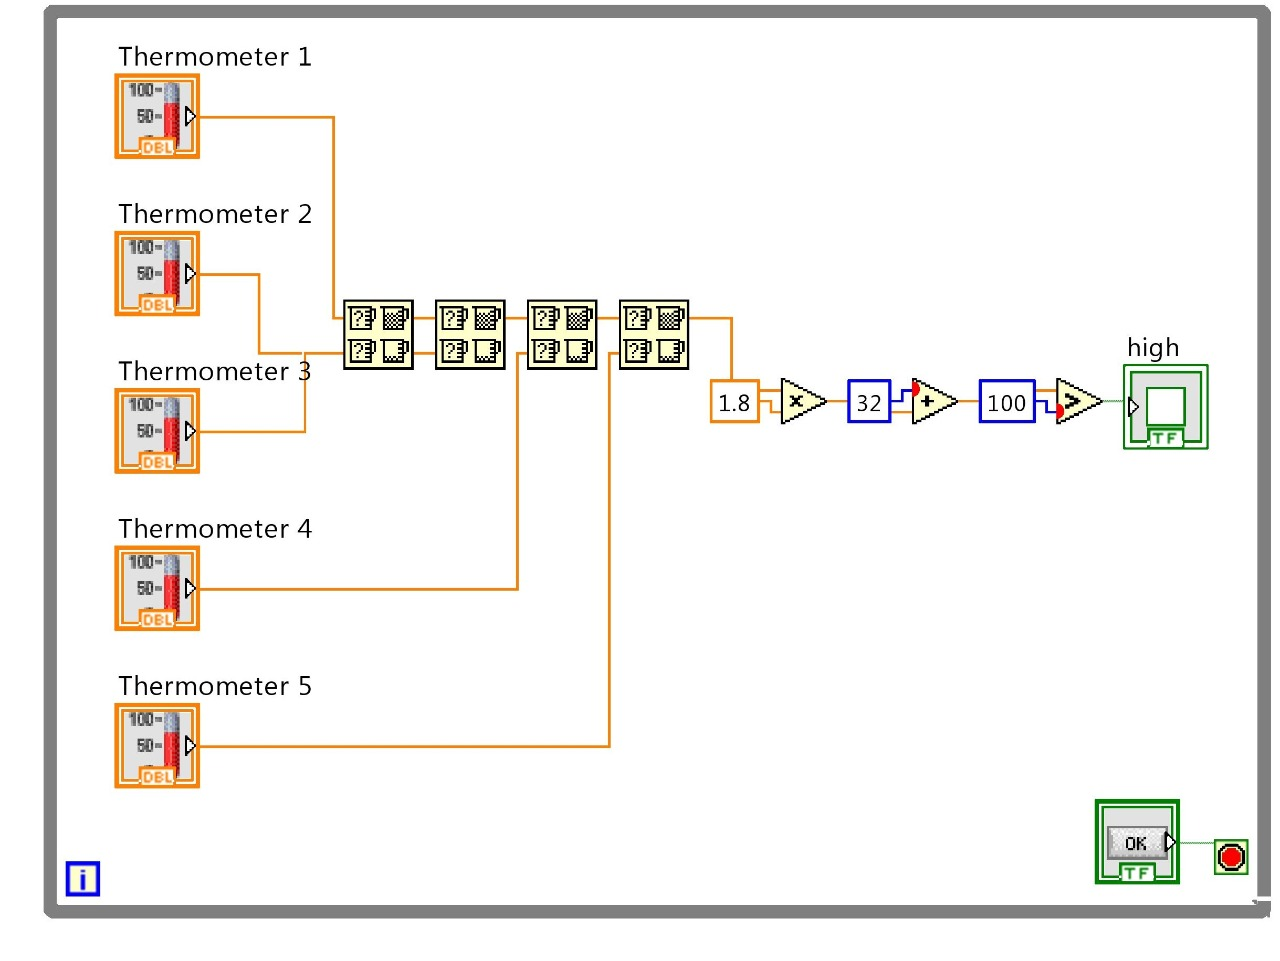 Thermometer 1
100
50
DBL
Thermometer 2
100
50
DBL
Thermometer 3
100
50
DBL
Thermometer 4
100
50
DBL
Thermometer 5
100
50
DBL
? ? ? ?
? ? ? ?
1.8 x 32 + 100 >
high
TF
OK
TF
i